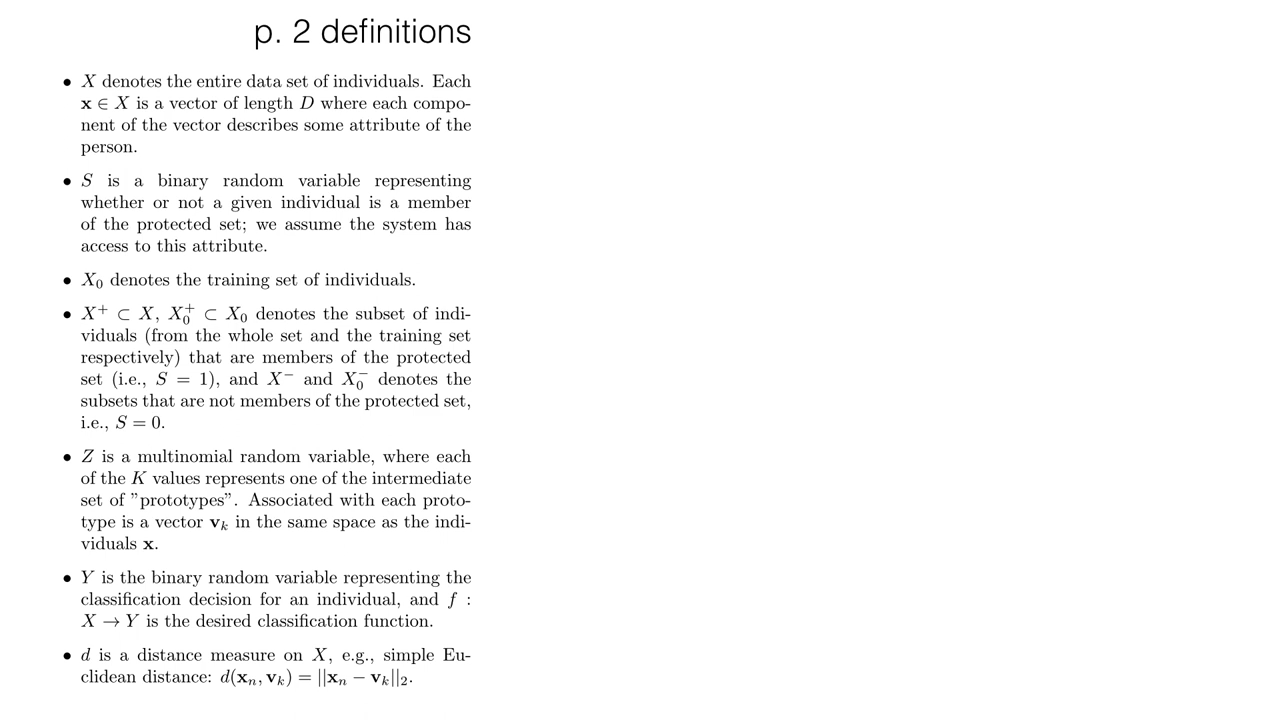 p. 2 definitions
• X denotes the entire data set of individuals. Each
x ∈ X is a vector of length D where each compo-
nent of the vector describes some attribute of the
person.
• S is a binary random variable representing
whether or not a given individual is a member
of the protected set; we assume the system has
access to this attribute.
• X₀ denotes the training set of individuals.
• X⁺ ⊂ X, X₀⁺ ⊂ X₀ denotes the subset of indi-
viduals (from the whole set and the training set
respectively) that are members of the protected
set (i.e., S = 1), and X⁻ and X₀⁻ denotes the
subsets that are not members of the protected set,
i.e., S = 0.
• Z is a multinomial random variable, where each
of the K values represents one of the intermediate
set of ”prototypes”. Associated with each proto-
type is a vector vₖ in the same space as the indi-
viduals x.
• Y is the binary random variable representing the
classification decision for an individual, and f :
X → Y is the desired classification function.
• d is a distance measure on X, e.g., simple Eu-
clidean distance: d(xₙ, vₖ) = ||xₙ − vₖ||₂.